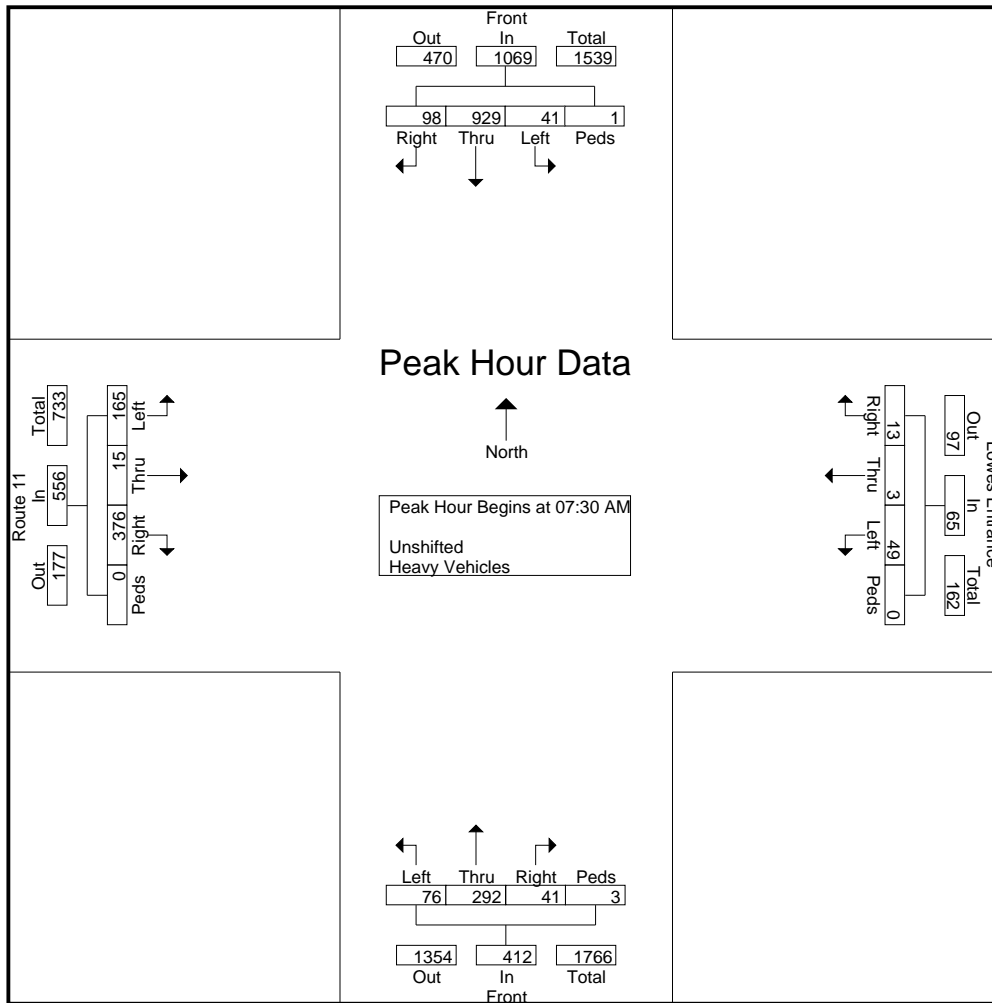 Front
Out In Total
470 1069 1539
98 929 41 1
Right Thru Left Peds
Peak Hour Data
North
Peak Hour Begins at 07:30 AM
Unshifted
Heavy Vehicles
Route 11
Out In Total
177 556 733
0 376 15 165
Peds Right Thru Left
Lowes Entrance
Out In Total
97 65 162
13 3 49 0
Right Thru Left Peds
Left Thru Right Peds
76 292 41 3
1354 412 1766
Out In Total
Front